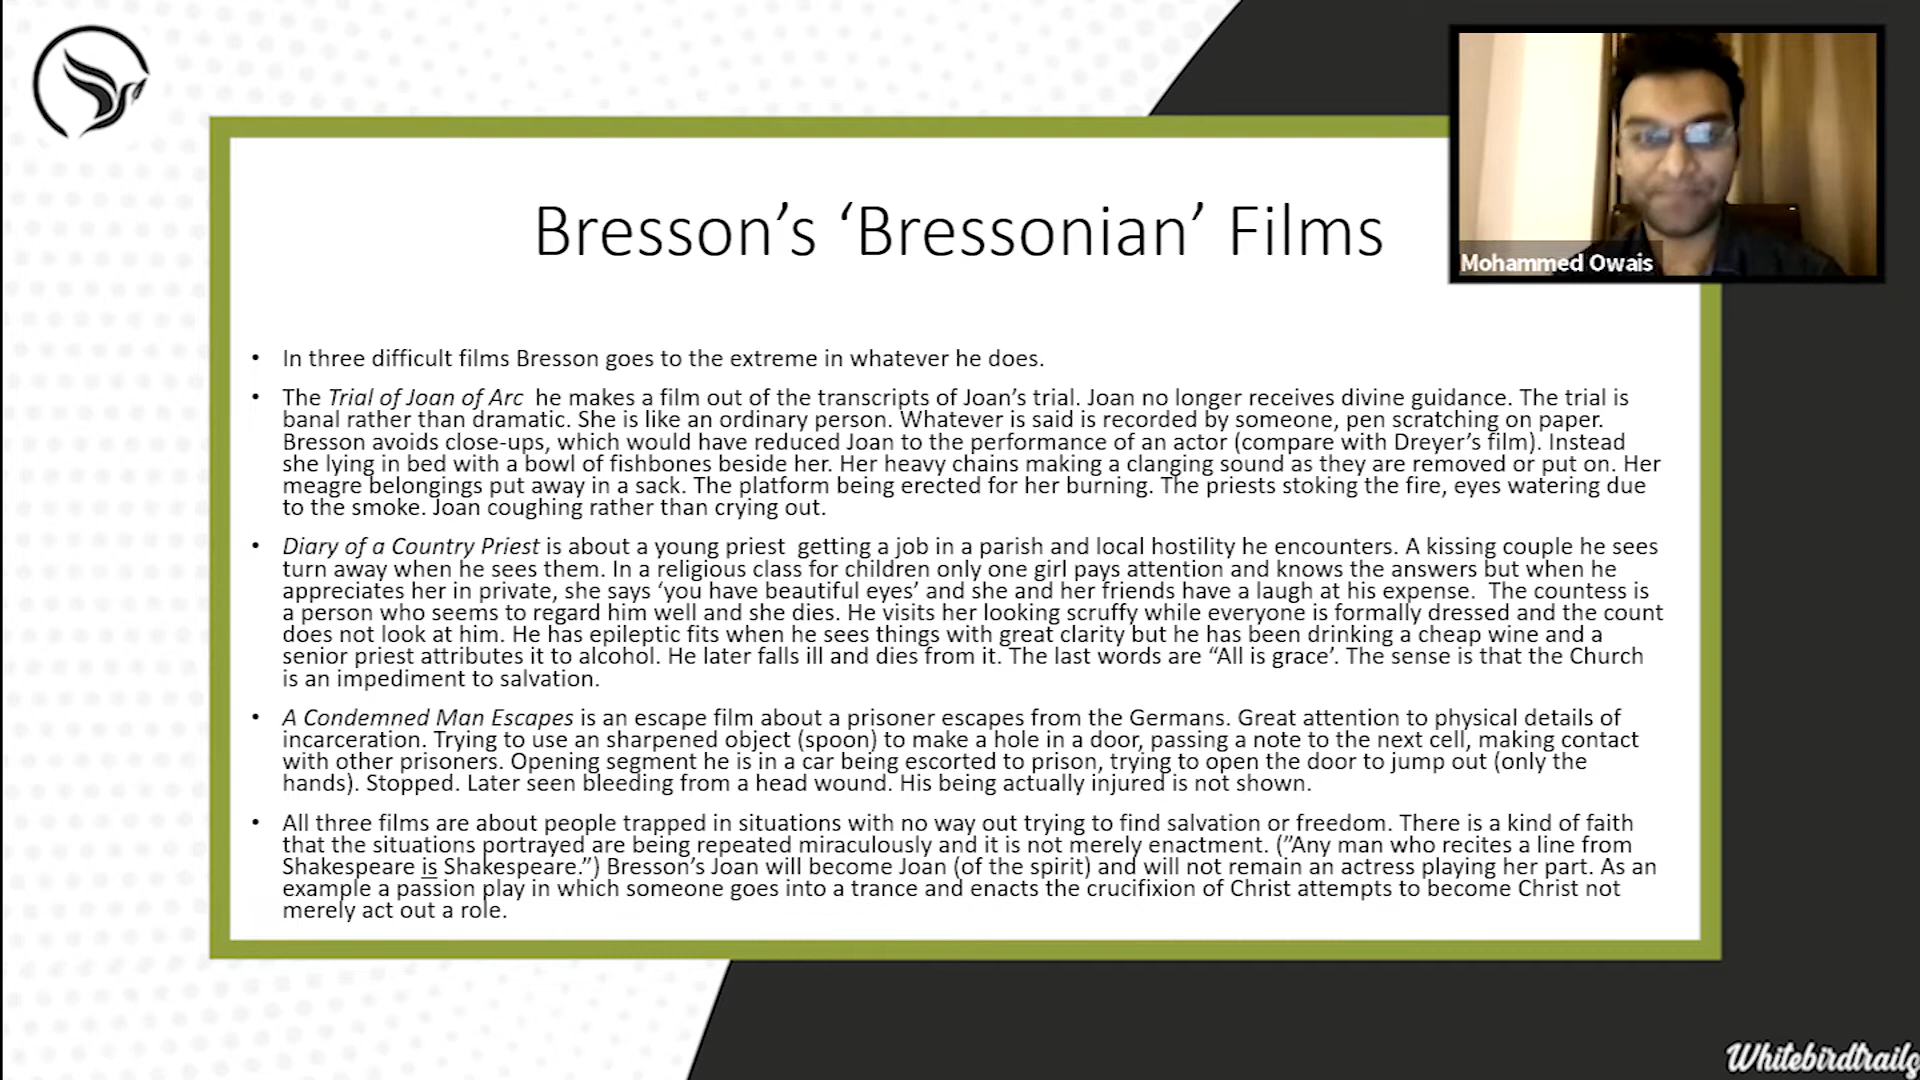 Bresson's 'Bressonian' Films
Mohammed Owais
• In three difficult films Bresson goes to the extreme in whatever he does.
• The Trial of Joan of Arc he makes a film out of the transcripts of Joan's trial. Joan no longer receives divine guidance. The trial is
banal rather than dramatic. She is like an ordinary person. Whatever is said is recorded by someone, pen scratching on paper.
Bresson avoids close-ups, which would have reduced Joan to the performance of an actor (compare with Dreyer's film). Instead
she lying in bed with a bowl of fishbones beside her. Her heavy chains making a clanging sound as they are removed or put on. Her
meagre belongings put away in a sack. The platform being erected for her burning. The priests stoking the fire, eyes watering due
to the smoke. Joan coughing rather than crying out.
• Diary of a Country Priest is about a young priest getting a job in a parish and local hostility he encounters. A kissing couple he sees
turn away when he sees them. In a religious class for children only one girl pays attention and knows the answers but when he
appreciates her in private, she says 'you have beautiful eyes' and she and her friends have a laugh at his expense. The countess is
a person who seems to regard him well and she dies. He visits her looking scruffy while everyone is formally dressed and the count
does not look at him. He has epileptic fits when he sees things with great clarity but he has been drinking a cheap wine and a
senior priest attributes it to alcohol. He later falls ill and dies from it. The last words are "All is grace'. The sense is that the Church
is an impediment to salvation.
• A Condemned Man Escapes is an escape film about a prisoner escapes from the Germans. Great attention to physical details of
incarceration. Trying to use an sharpened object (spoon) to make a hole in a door, passing a note to the next cell, making contact
with other prisoners. Opening segment he is in a car being escorted to prison, trying to open the door to jump out (only the
hands). Stopped. Later seen bleeding from a head wound. His being actually injured is not shown.
• All three films are about people trapped in situations with no way out trying to find salvation or freedom. There is a kind of faith
that the situations portrayed are being repeated miraculously and it is not merely enactment. ("Any man who recites a line from
Shakespeare is Shakespeare.") Bresson's Joan will become Joan (of the spirit) and will not remain an actress playing her part. As an
example a passion play in which someone goes into a trance and enacts the crucifixion of Christ attempts to become Christ not
merely act out a role.
Whitebirdtrails